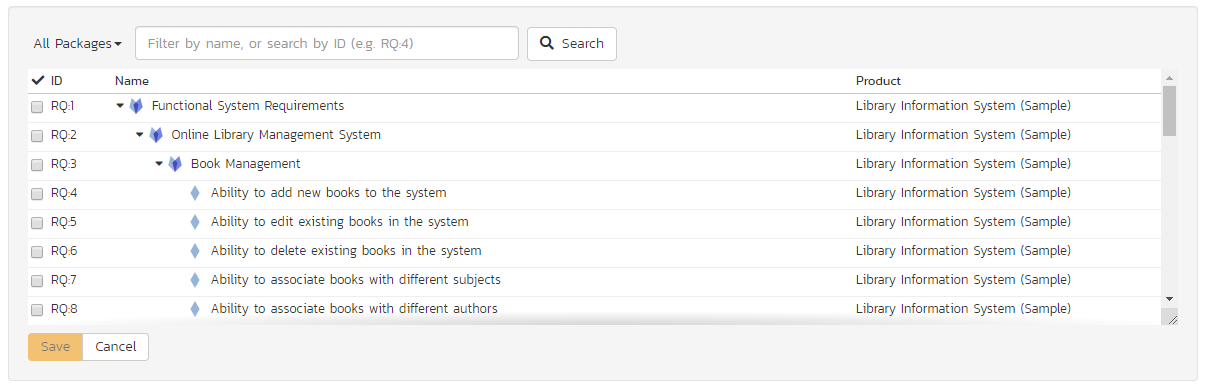 All Packages Filter by name, or search by ID (e.g. RQ:4) Search
ID Name Product
RQ:1 Functional System Requirements Library Information System (Sample)
RQ:2 Online Library Management System Library Information System (Sample)
RQ:3 Book Management Library Information System (Sample)
RQ:4 Ability to add new books to the system Library Information System (Sample)
RQ:5 Ability to edit existing books in the system Library Information System (Sample)
RQ:6 Ability to delete existing books in the system Library Information System (Sample)
RQ:7 Ability to associate books with different subjects Library Information System (Sample)
RQ:8 Ability to associate books with different authors Library Information System (Sample)
Save Cancel